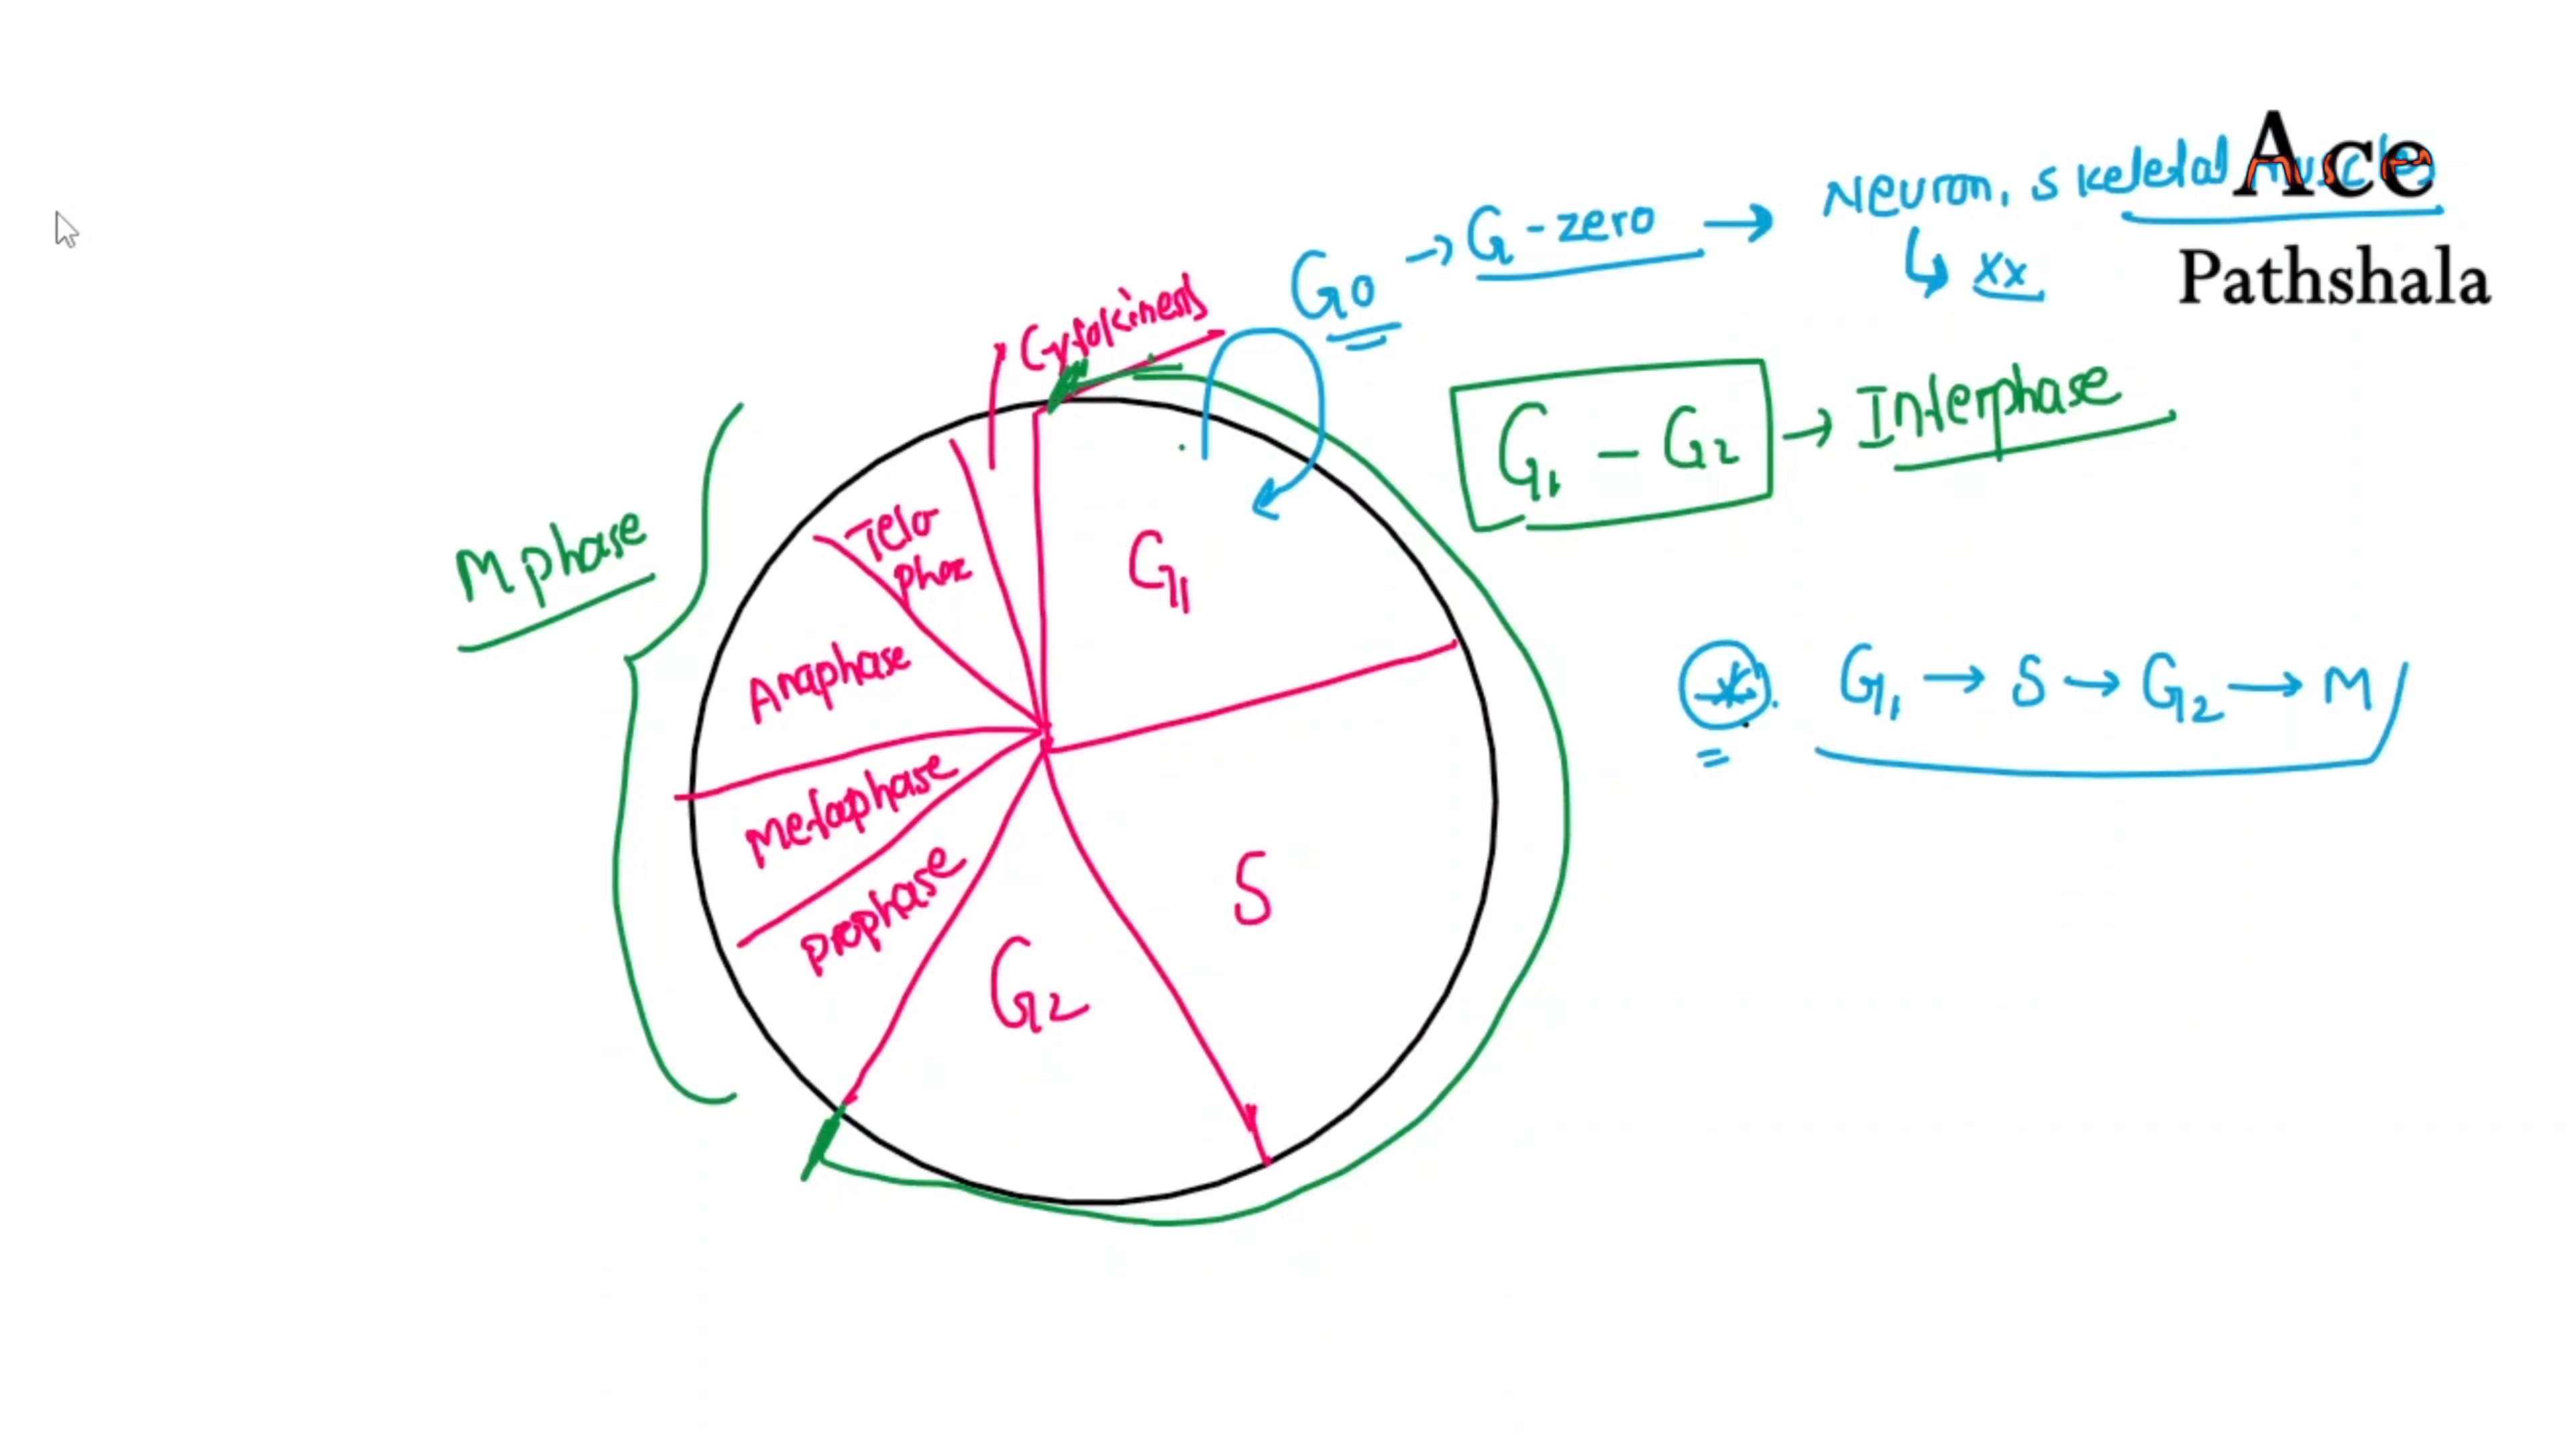 Ace
Pathshala
G0 → G-zero → Neuron, skeletal muscles
↳ xx
Cytokinesis
G1 - G2 → Interphase
M phase
Telo
phase
G1
Anaphase
G1 → S → G2 → M
Metaphase
prophase
S
G2